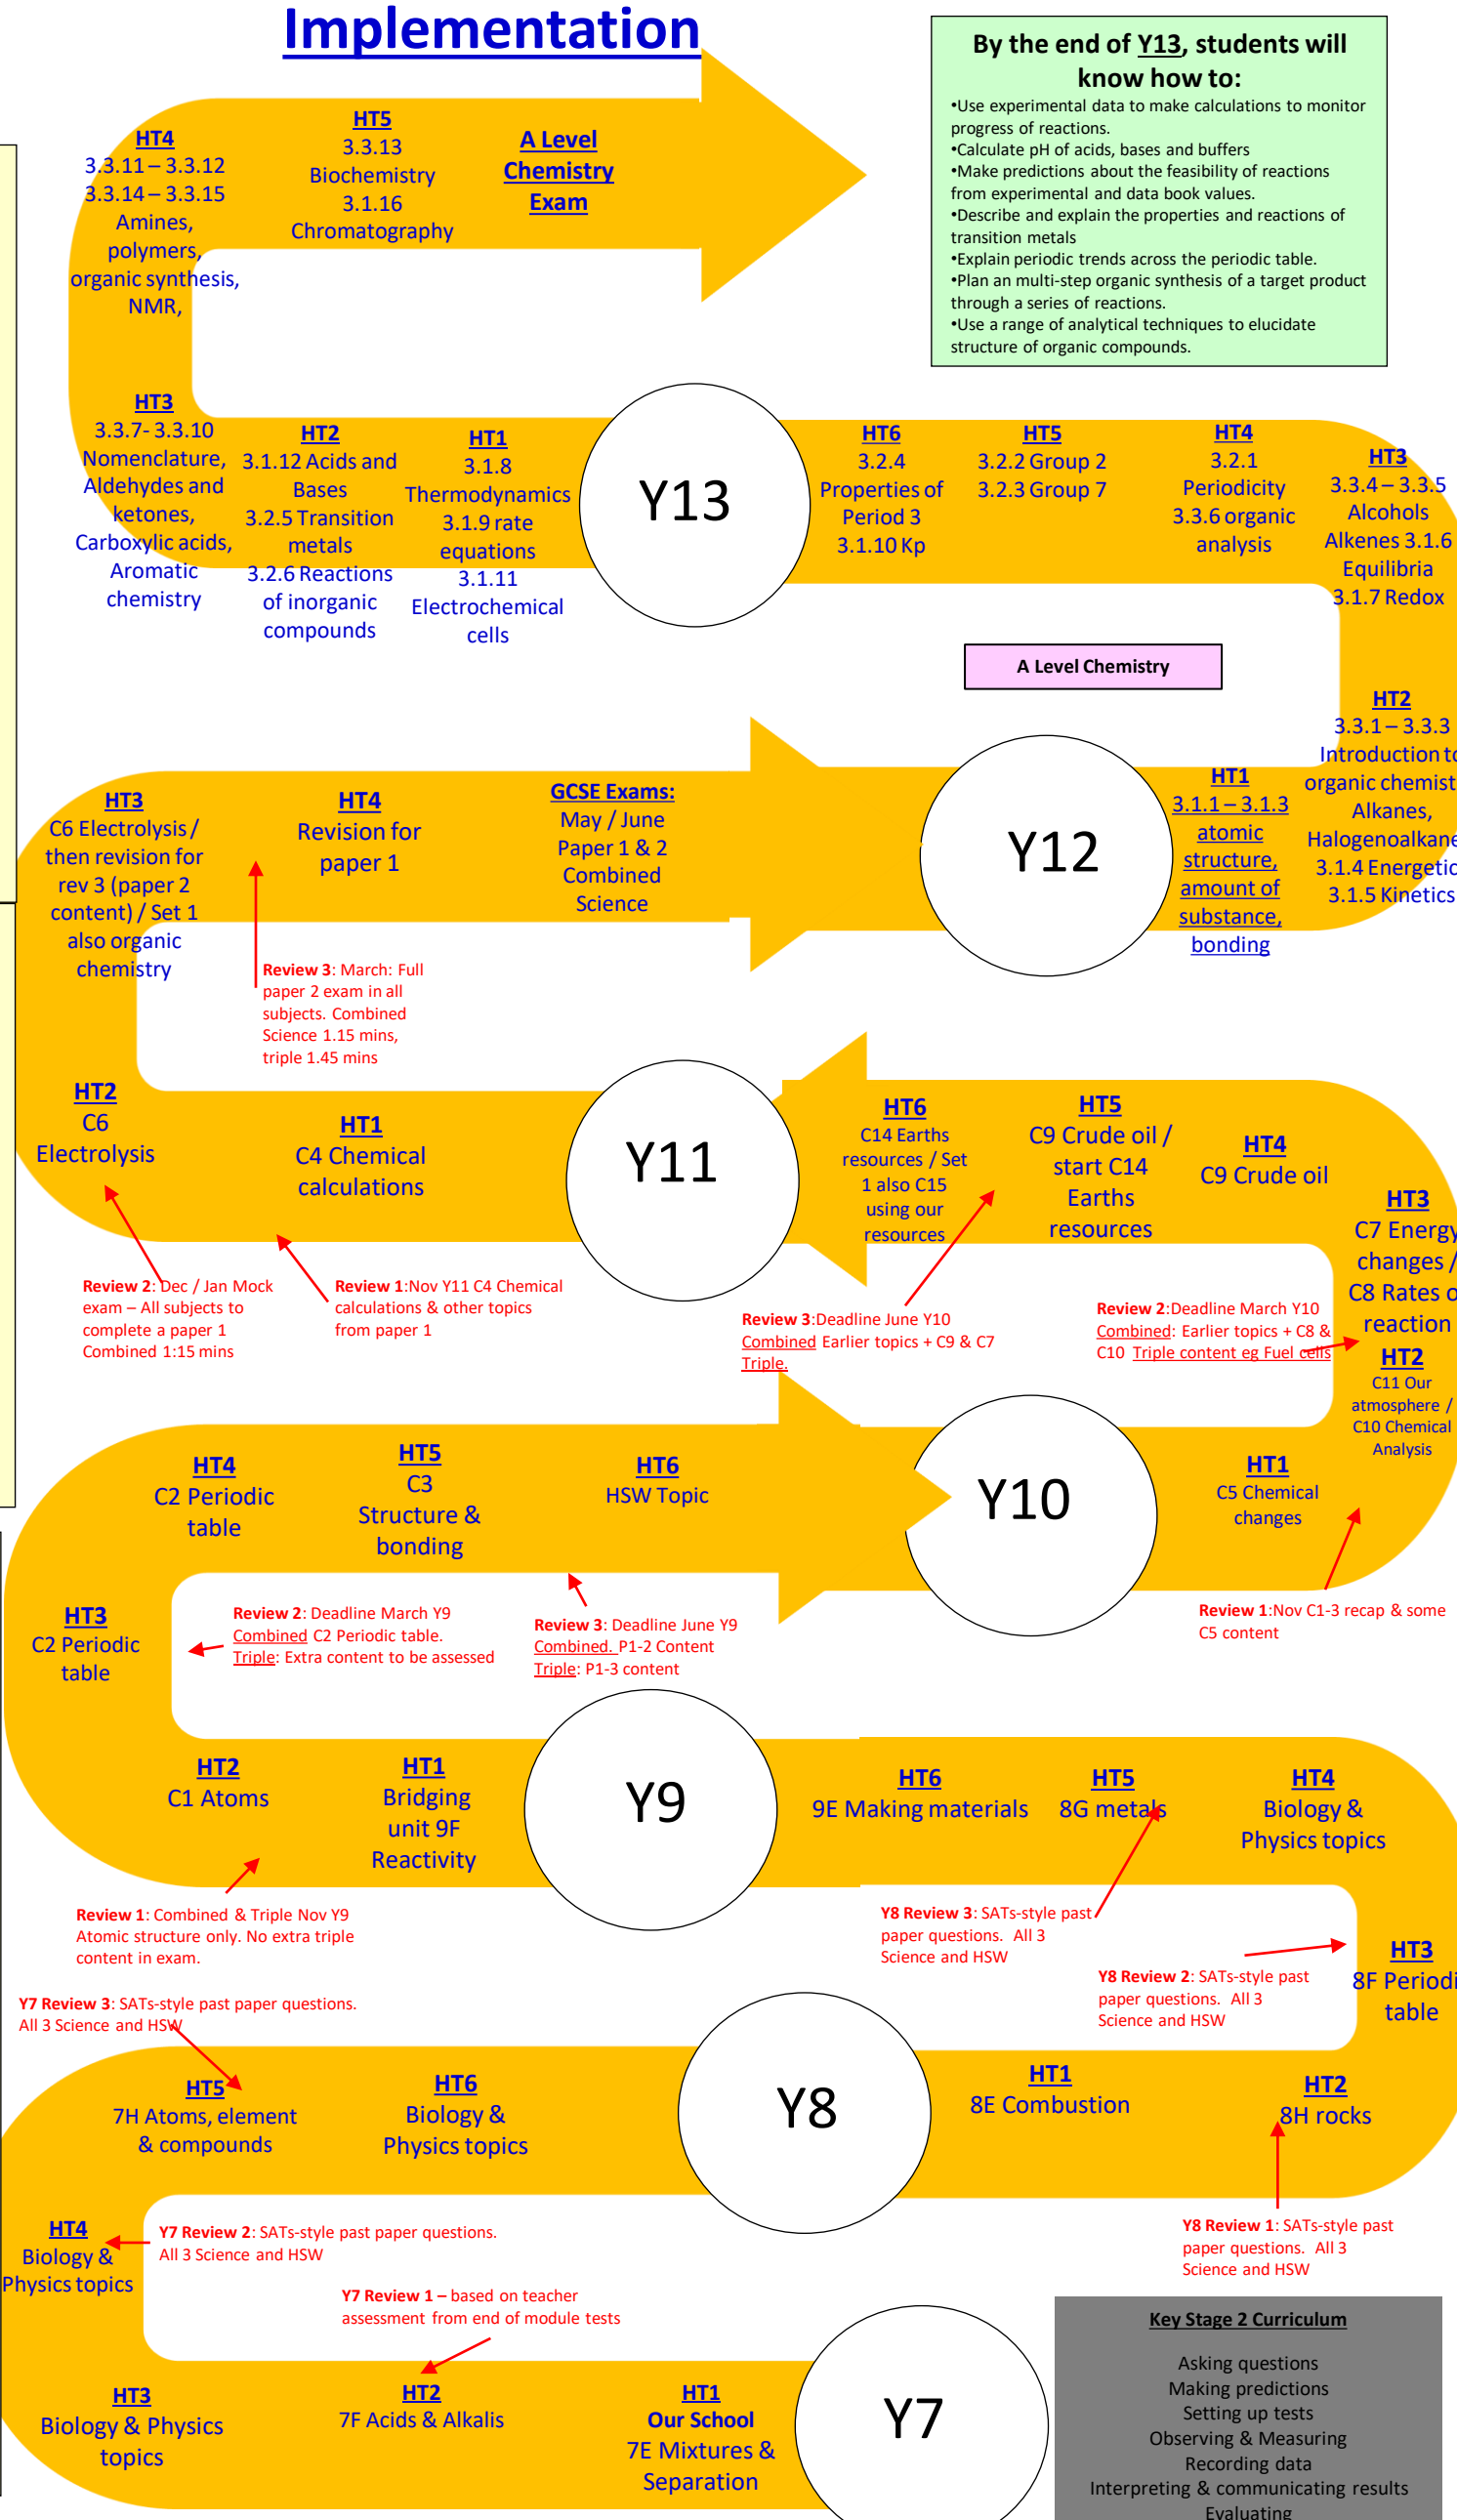 Implementation
By the end of Y13, students will
know how to:
•Use experimental data to make calculations to monitor
progress of reactions.
•Calculate pH of acids, bases and buffers
•Make predictions about the feasibility of reactions
from experimental and data book values.
•Describe and explain the properties and reactions of
transition metals
•Explain periodic trends across the periodic table.
•Plan an multi-step organic synthesis of a target product
through a series of reactions.
•Use a range of analytical techniques to elucidate
structure of organic compounds.
HT4
3.3.11 – 3.3.12
3.3.14 – 3.3.15
Amines,
polymers,
organic synthesis,
NMR,
HT5
3.3.13
Biochemistry
3.1.16
Chromatography
A Level
Chemistry
Exam
HT3
3.3.7- 3.3.10
Nomenclature,
Aldehydes and
ketones,
Carboxylic acids,
Aromatic
chemistry
HT2
3.1.12 Acids and
Bases
3.2.5 Transition
metals
3.2.6 Reactions
of inorganic
compounds
HT1
3.1.8
Thermodynamics
3.1.9 rate
equations
3.1.11
Electrochemical
cells
Y13
HT6
3.2.4
Properties of
Period 3
3.1.10 Kp
HT5
3.2.2 Group 2
3.2.3 Group 7
HT4
3.2.1
Periodicity
3.3.6 organic
analysis
HT3
3.3.4 – 3.3.5
Alcohols
Alkenes 3.1.6
Equilibria
3.1.7 Redox
A Level Chemistry
HT2
3.3.1 – 3.3.3
Introduction to
organic chemist
Alkanes,
Halogenoalkane
3.1.4 Energetic
3.1.5 Kinetics
HT1
3.1.1 – 3.1.3
atomic
structure,
amount of
substance,
bonding
Y12
GCSE Exams:
May / June
Paper 1 & 2
Combined
Science
HT4
Revision for
paper 1
HT3
C6 Electrolysis /
then revision for
rev 3 (paper 2
content) / Set 1
also organic
chemistry
Review 3: March: Full
paper 2 exam in all
subjects. Combined
Science 1.15 mins,
triple 1.45 mins
HT2
C6
Electrolysis
HT1
C4 Chemical
calculations
Y11
Review 2: Dec / Jan Mock
exam – All subjects to
complete a paper 1
Combined 1:15 mins
Review 1:Nov Y11 C4 Chemical
calculations & other topics
from paper 1
HT6
C14 Earths
resources / Set
1 also C15
using our
resources
HT5
C9 Crude oil /
start C14
Earths
resources
HT4
C9 Crude oil
HT3
C7 Energy
changes /
C8 Rates o
reaction
HT2
C11 Our
atmosphere /
C10 Chemical
Analysis
Review 3:Deadline June Y10
Combined Earlier topics + C9 & C7
Triple.
Review 2:Deadline March Y10
Combined: Earlier topics + C8 &
C10 Triple content eg Fuel cells
HT4
C2 Periodic
table
HT5
C3
Structure &
bonding
HT6
HSW Topic
Y10
HT1
C5 Chemical
changes
Review 1:Nov C1-3 recap & some
C5 content
HT3
C2 Periodic
table
Review 2: Deadline March Y9
Combined C2 Periodic table.
Triple: Extra content to be assessed
Review 3: Deadline June Y9
Combined. P1-2 Content
Triple: P1-3 content
HT2
C1 Atoms
HT1
Bridging
unit 9F
Reactivity
Y9
HT6
9E Making materials
HT5
8G metals
HT4
Biology &
Physics topics
Review 1: Combined & Triple Nov Y9
Atomic structure only. No extra triple
content in exam.
Y8 Review 3: SATs-style past
paper questions. All 3
Science and HSW
Y8 Review 2: SATs-style past
paper questions. All 3
Science and HSW
HT3
8F Periodi
table
Y7 Review 3: SATs-style past paper questions.
All 3 Science and HSW
HT5
7H Atoms, element
& compounds
HT6
Biology &
Physics topics
Y8
HT1
8E Combustion
HT2
8H rocks
HT4
Biology &
Physics topics
Y7 Review 2: SATs-style past paper questions.
All 3 Science and HSW
Y8 Review 1: SATs-style past
paper questions. All 3
Science and HSW
Y7 Review 1 – based on teacher
assessment from end of module tests
HT3
Biology & Physics
topics
HT2
7F Acids & Alkalis
HT1
Our School
7E Mixtures &
Separation
Y7
Key Stage 2 Curriculum
Asking questions
Making predictions
Setting up tests
Observing & Measuring
Recording data
Interpreting & communicating results
Evaluating